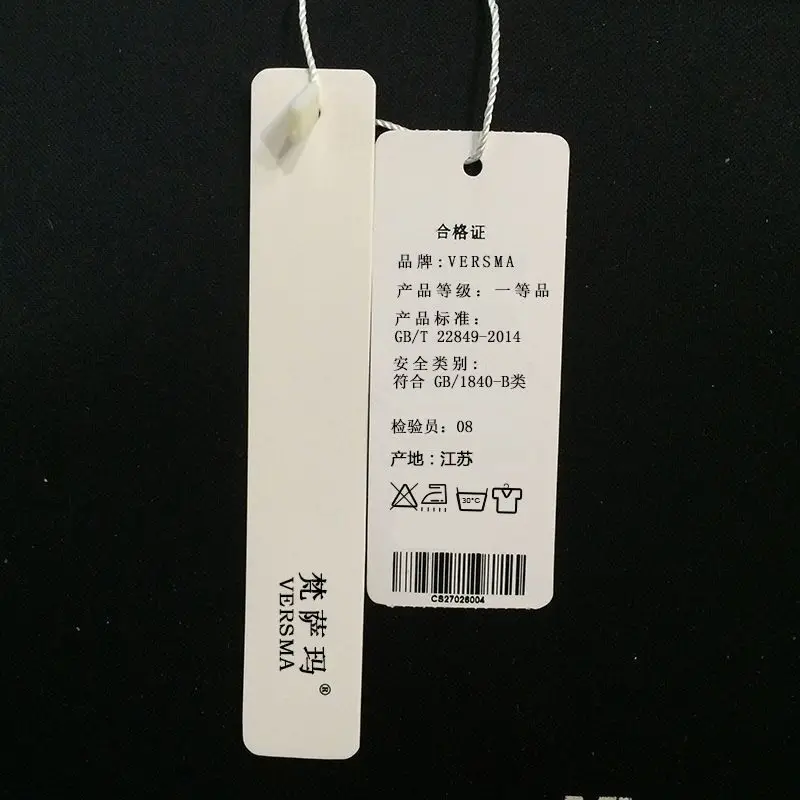 梵萨玛®
VERSMA
合格证
品牌:VERSMA
产品等级：一等品
产品标准：
GB/T 22849-2014
安全类别:
符合 GB/1840-B类
检验员：08
产地：江苏
30°C
CS27026004